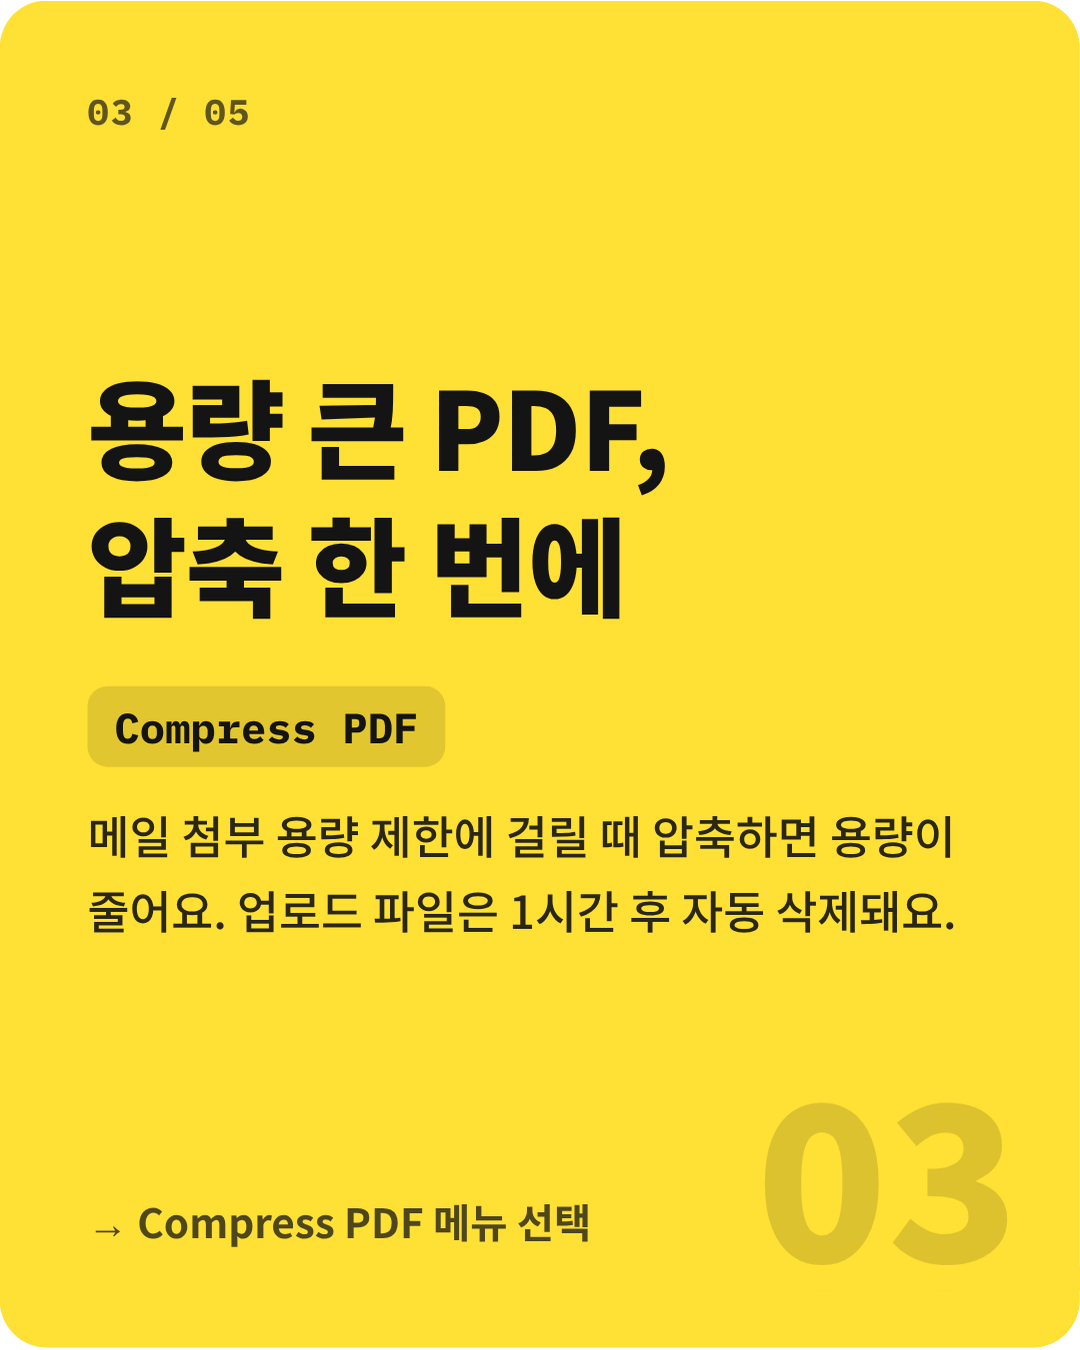 03 / 05
용량 큰 PDF,
압축 한 번에
Compress PDF
메일 첨부 용량 제한에 걸릴 때 압축하면 용량이
줄어요. 업로드 파일은 1시간 후 자동 삭제돼요.
→ Compress PDF 메뉴 선택
03